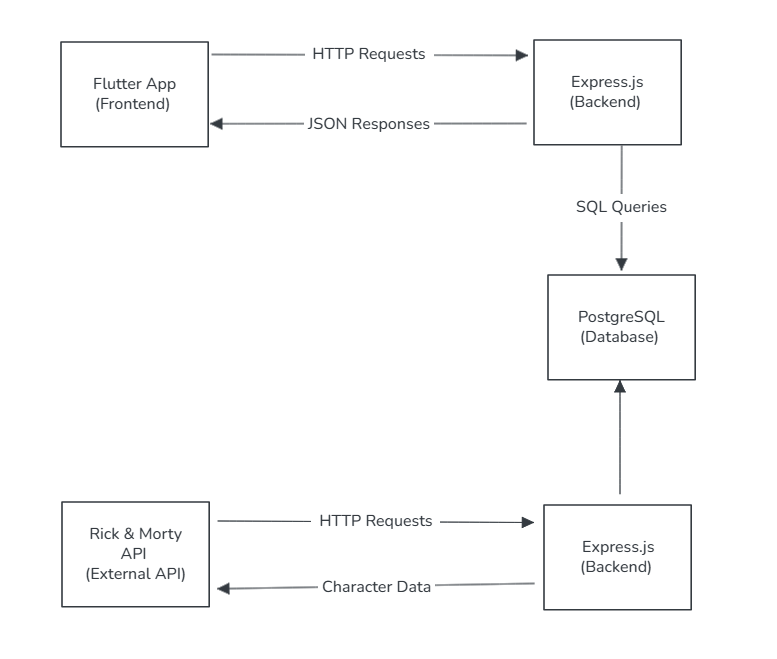 Flutter App
(Frontend)
HTTP Requests
JSON Responses
Express.js
(Backend)
SQL Queries
PostgreSQL
(Database)
Rick & Morty
API
(External API)
HTTP Requests
Character Data
Express.js
(Backend)